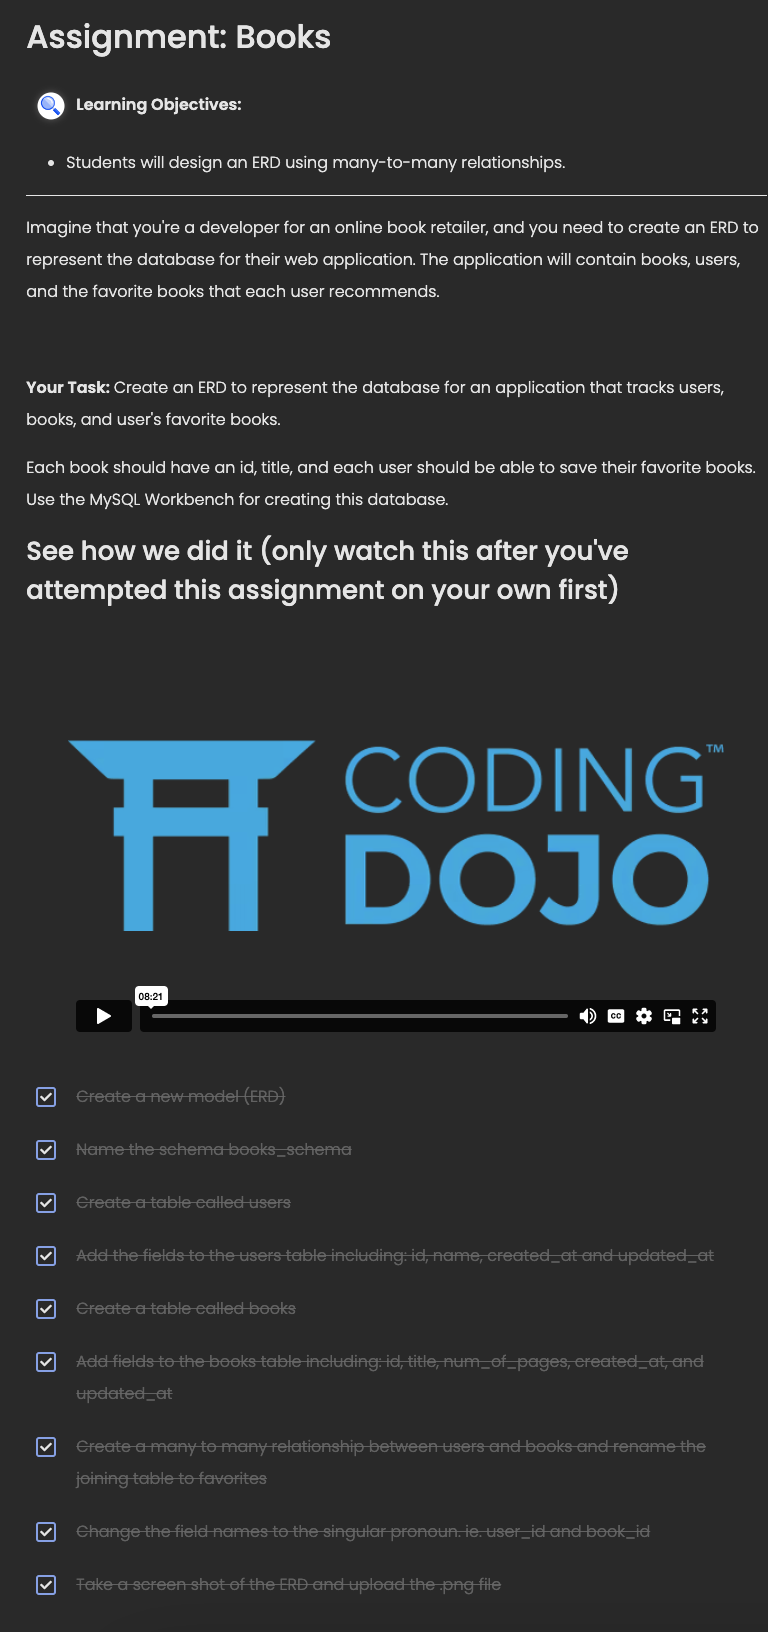 Assignment: Books
Learning Objectives:
Students will design an ERD using many-to-many relationships.
Imagine that you're a developer for an online book retailer, and you need to create an ERD to
represent the database for their web application. The application will contain books, users,
and the favorite books that each user recommends.
Your Task: Create an ERD to represent the database for an application that tracks users,
books, and user's favorite books.
Each book should have an id, title, and each user should be able to save their favorite books.
Use the MySQL Workbench for creating this database.
See how we did it (only watch this after you've
attempted this assignment on your own first)
CODING™
DOJO
08:21
CC
Create a new model (ERD)
Name the schema books_schema
Create a table called users
Add the fields to the users table including: id, name, created_at and updated_at
Create a table called books
Add fields to the books table including: id, title, num_of_pages, created_at, and
updated_at
Create a many to many relationship between users and books and rename the
joining table to favorites
Change the field names to the singular pronoun. ie. user_id and book_id
Take a screen shot of the ERD and upload the .png file